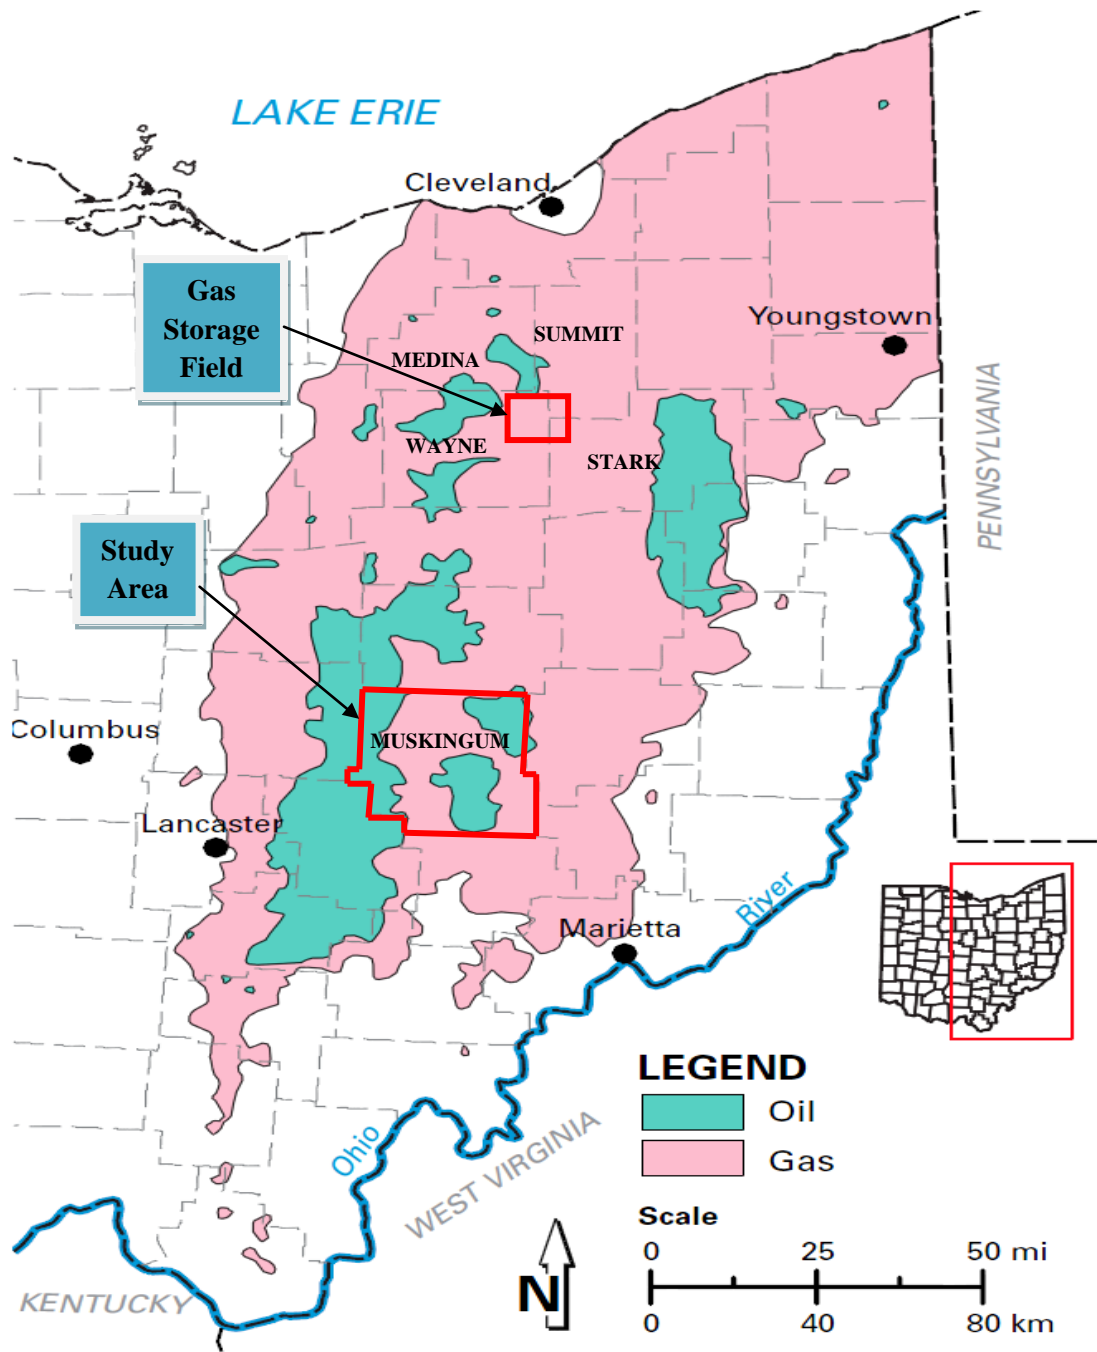 LAKE ERIE
Cleveland
Gas
Storage
Field
Youngstown
SUMMIT
MEDINA
WAYNE
STARK
PENNSYLVANIA
Study
Area
Columbus
MUSKINGUM
Lancaster
River
Marietta
LEGEND
Oil
Gas
Ohio
WEST VIRGINIA
Scale
0 25 50 mi
N
KENTUCKY
0 40 80 km